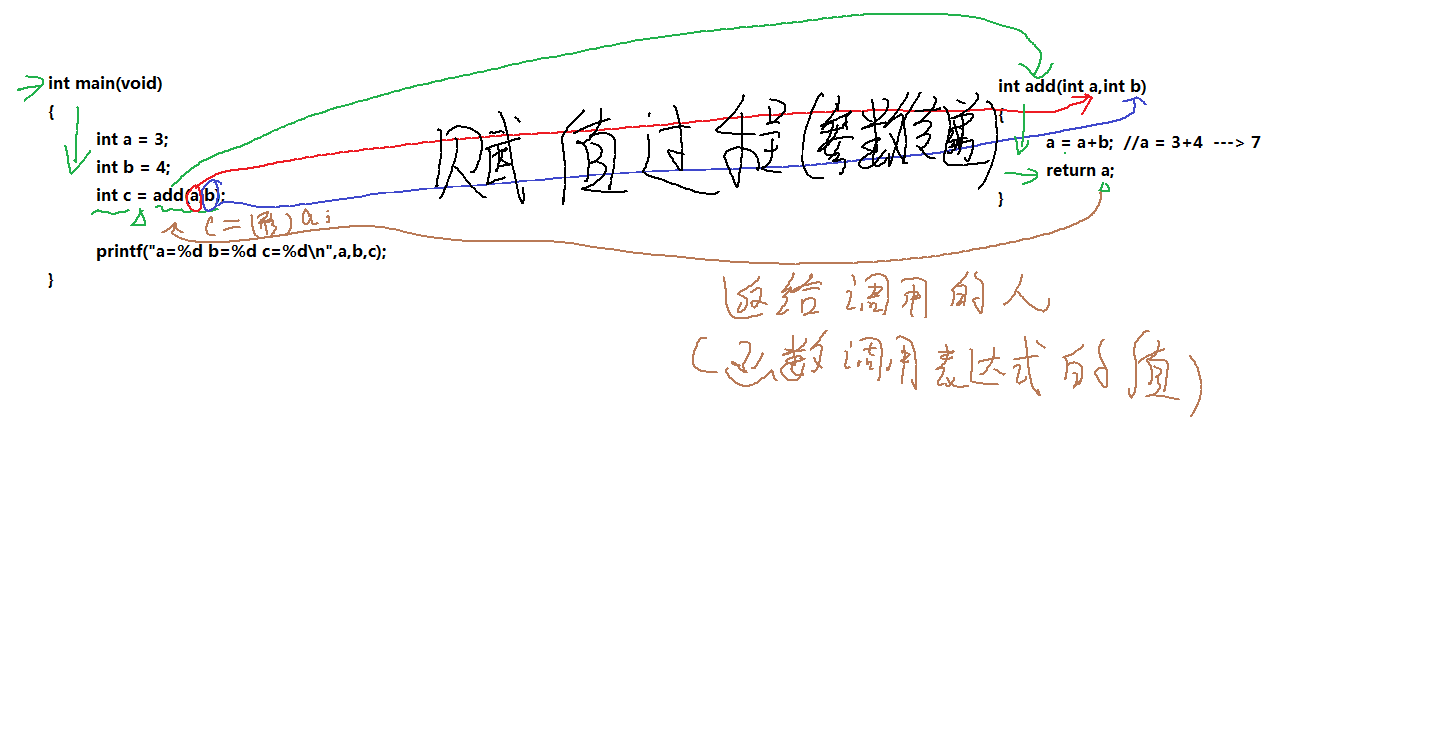 int main(void)
{
int a = 3;
int b = 4;
int c = add(a,b);
c = (形) a;
printf("a=%d b=%d c=%d\n",a,b,c);
}
赋值过程(参数传递)
int add(int a,int b)
{
a = a+b; //a = 3+4 ---> 7
return a;
}
返给调用的人
(函数调用表达式的值)